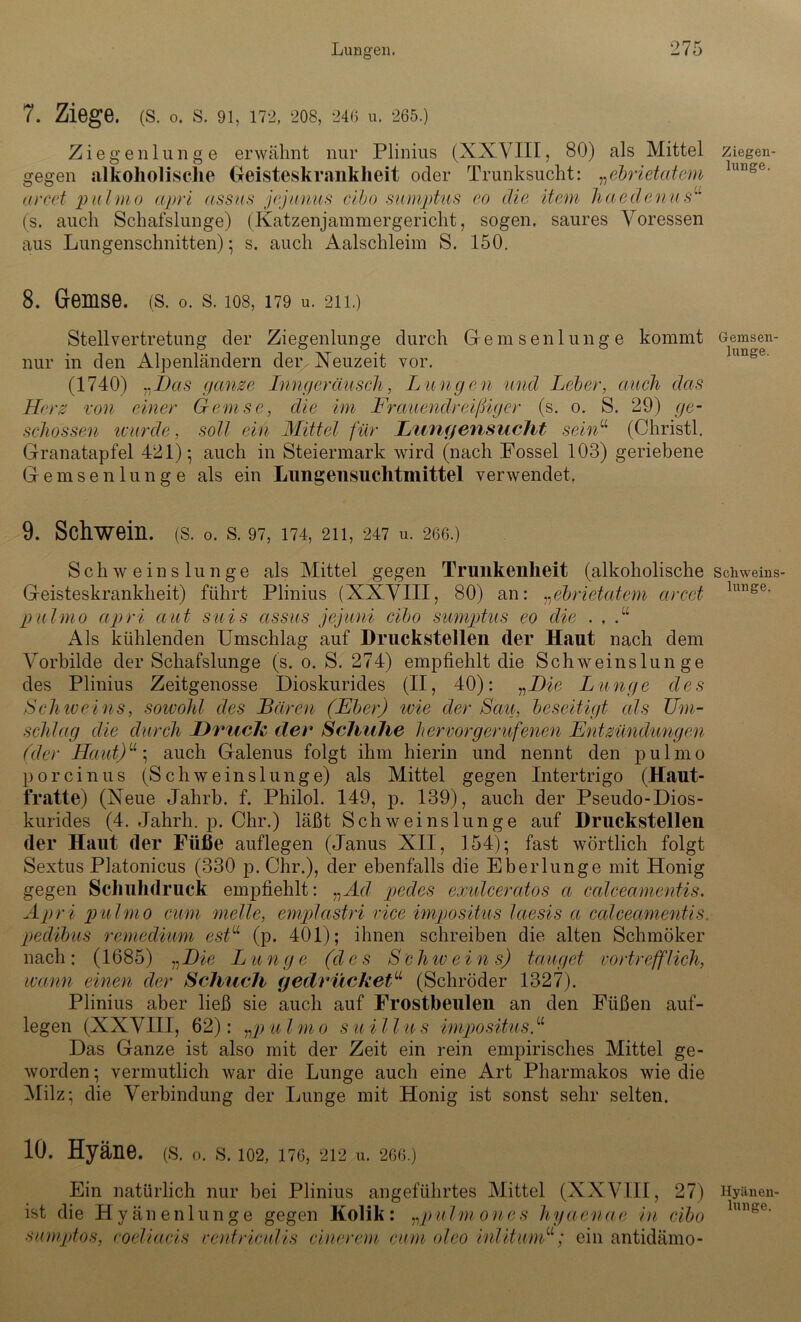 Lungen. 275
7. Ziege. (S. o. S. 91, 172, 208, 246 u. 265.)
Ziegenlunge erwähnt nur Plinius (XXVIII, 80) als Mittel Ziegen-
gegen alkoholische Geisteskrankheit oder Trunksucht: „ebrietatem lunge.
arcet pulmo apri assus jejunus cibo sumptus eo die item haedenus“
(s. auch Schafslunge) (Katzenjammergericht, sogen. saures Voressen
aus Lungenschnitten); s. auch Aalschleim S. 150.
8. Gemse. (S. o. S. 108, 179 u. 211.)
Stellvertretung der Ziegenlunge durch Gemsenlunge kommt Gemsen-
nur in den Alpenländern der Neuzeit vor. lunge.
(1740) „Das ganze Inngeräusch, Lungen und Leber, auch das
Herz von einer Gemse, die im Frauendreißiger (s. o. S. 29) ge-
schossen wurde, soll ein Mittel für Lungensucht sein“ (Christl.
Granatapfel 421); auch in Steiermark wird (nach Fossel 103) geriebene
Gemsenlunge als ein Lungensuchtmittel verwendet.
9. Schwein. (S. o. S. 97, 174, 211, 247 u. 266.)
Schweinslunge als Mittel gegen Trunkenheit (alkoholische Schweins-
Geisteskrankheit) führt Plinius (XXVIII, 80) an: „ebrietatem arcet lunge.
pulmo apri aut suis assus jejuni cibo sumptus eo die . . .“
Als kühlenden Umschlag auf Druckstellen der Haut nach dem
Vorbilde der Schafslunge (s. o. S. 274) empfiehlt die Schweinslunge
des Plinius Zeitgenosse Dioskurides (II, 40): „Die Lunge des
Schweins, sowohl des Bären (Eber) wie der Sau, beseitigt als Um-
schlag die durch Druck der Schuhe hervorgerufenen Entzündungen
(der Haut)“; auch Galenus folgt ihm hierin und nennt den pulmo
porcinus (Schweinslunge) als Mittel gegen Intertrigo (Haut-
fratte) (Neue Jahrb. f. Philol. 149, p. 139), auch der Pseudo-Dios-
kurides (4. Jahrh. p. Chr.) läßt Schweinslunge auf Druckstellen
der Haut der Füße auflegen (Janus XII, 154); fast wörtlich folgt
Sextus Platonicus (330 p. Chr.), der ebenfalls die Eberlunge mit Honig
gegen Schuhdruck empfiehlt: „Ad pedes exulceratos a calceamentis.
Apri pulmo cum melle, emplastri vice impositus laesis a calceamentis.
pedibus remedium est“ (p. 401); ihnen schreiben die alten Schmöker
nach: (1685) „Die Lunge (des Schweins) tauget vortrefflich,
wann einen der Schuch gedrücket“ (Schröder 1327).
Plinius aber ließ sie auch auf Frostbeulen an den Füßen auf-
legen (XXVIII, 62): „pulmo suillus impositus.“
Das Ganze ist also mit der Zeit ein rein empirisches Mittel ge-
worden; vermutlich war die Lunge auch eine Art Pharmakos wie die
Milz; die Verbindung der Lunge mit Honig ist sonst sehr selten.
10. Hyäne. (S. o. S. 102, 176, 212 u. 266.)
Ein natürlich nur bei Plinius angeführtes Mittel (XXVIII, 27) Hyänen-
ist die Hyänenlunge gegen Kolik: „pulmones hyaenae in cibo lunge.
sumptos, coeliacis ventriculis cinerem cum oleo inlitum“; ein antidämo-